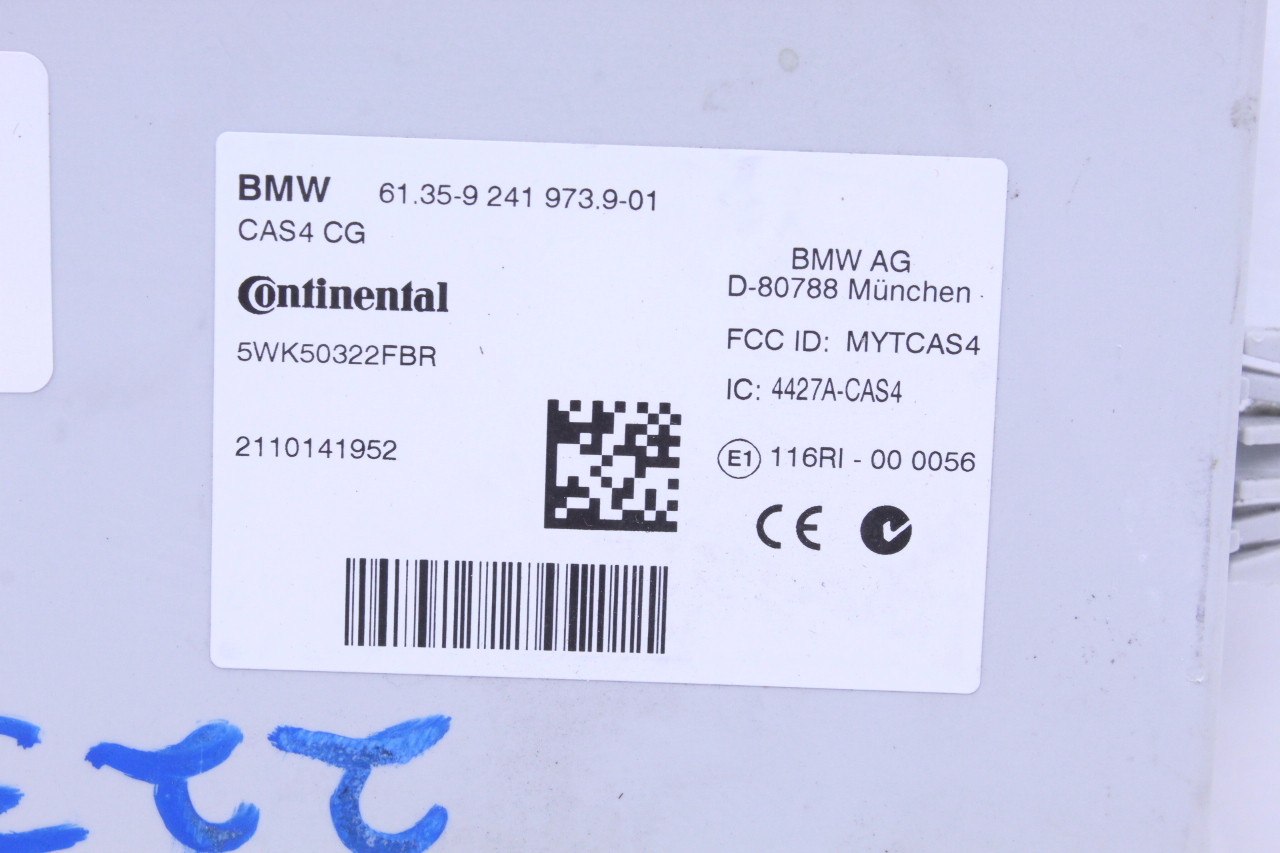 BMW 61.35-9 241 973.9-01
CAS4 CG
Continental
5WK50322FBR
2110141952
BMW AG
D-80788 München
FCC ID: MYTCAS4
IC: 4427A-CAS4
E1 116RI - 00 0056
CE